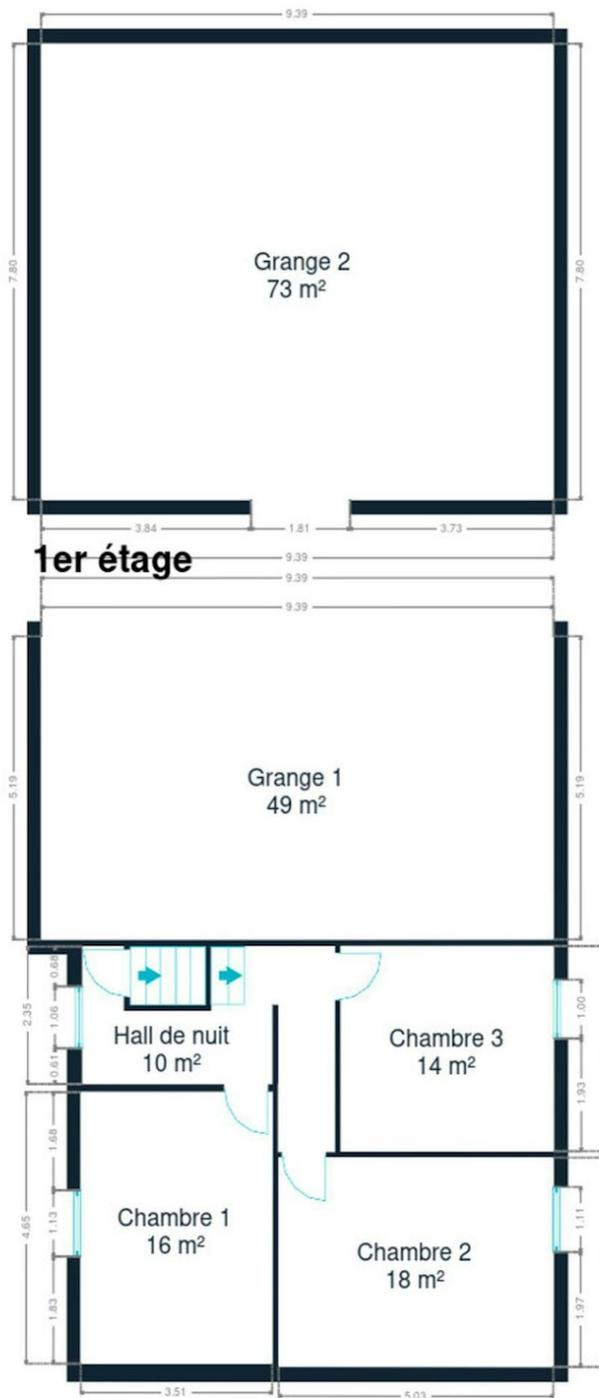 9.39
7.80
7.80
Grange 2
73 m²
3.84
1.81
3.73
9.39
1er étage
9.39
9.39
5.19
5.19
Grange 1
49 m²
0.68
2.35
1.06
1.00
Hall de nuit
10 m²
Chambre 3
14 m²
0.61
1.93
1.68
4.65
1.13
1.11
Chambre 1
16 m²
Chambre 2
18 m²
1.83
1.97
3.51
5.03